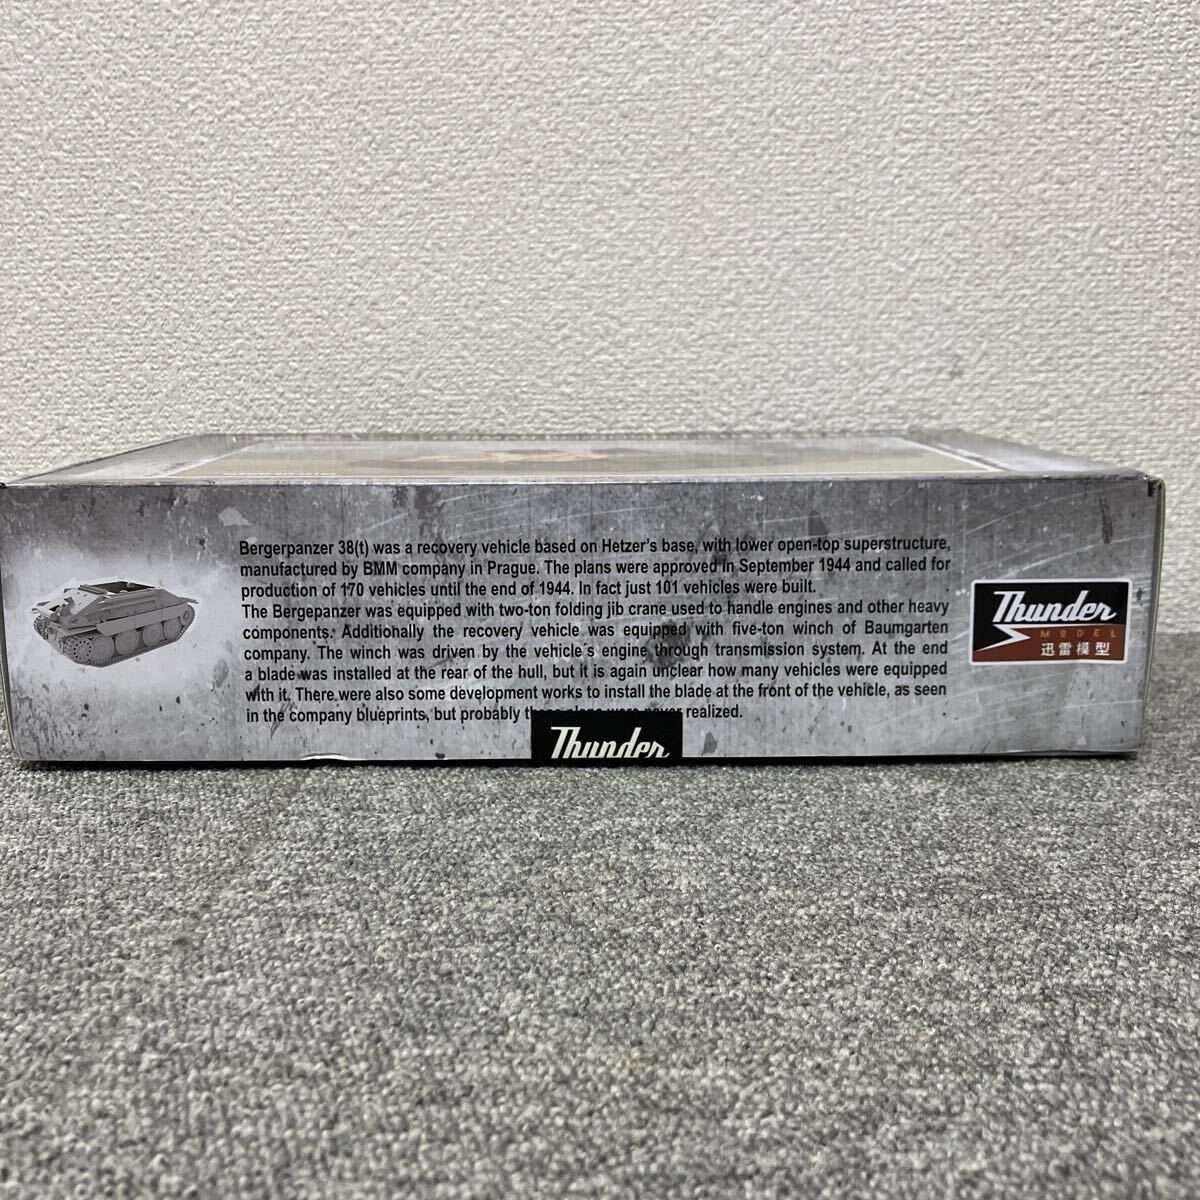 Bergerpanzer 38(t) was a recovery vehicle based on Hetzer's base, with lower open-top superstructure,
manufactured by BMM company in Prague. The plans were approved in September 1944 and called for
production of 170 vehicles until the end of 1944. In fact just 101 vehicles were built.
The Bergepanzer was equipped with two-ton folding jib crane used to handle engines and other heavy
components. Additionally the recovery vehicle was equipped with five-ton winch of Baumgarten
company. The winch was driven by the vehicle's engine through transmission system. At the end
a blade was installed at the rear of the hull, but it is again unclear how many vehicles were equipped
with it. There were also some development works to install the blade at the front of the vehicle, as seen
in the company blueprints, but probably these plans were never realized.
Thunder
MODEL
迅雷模型
Thunder